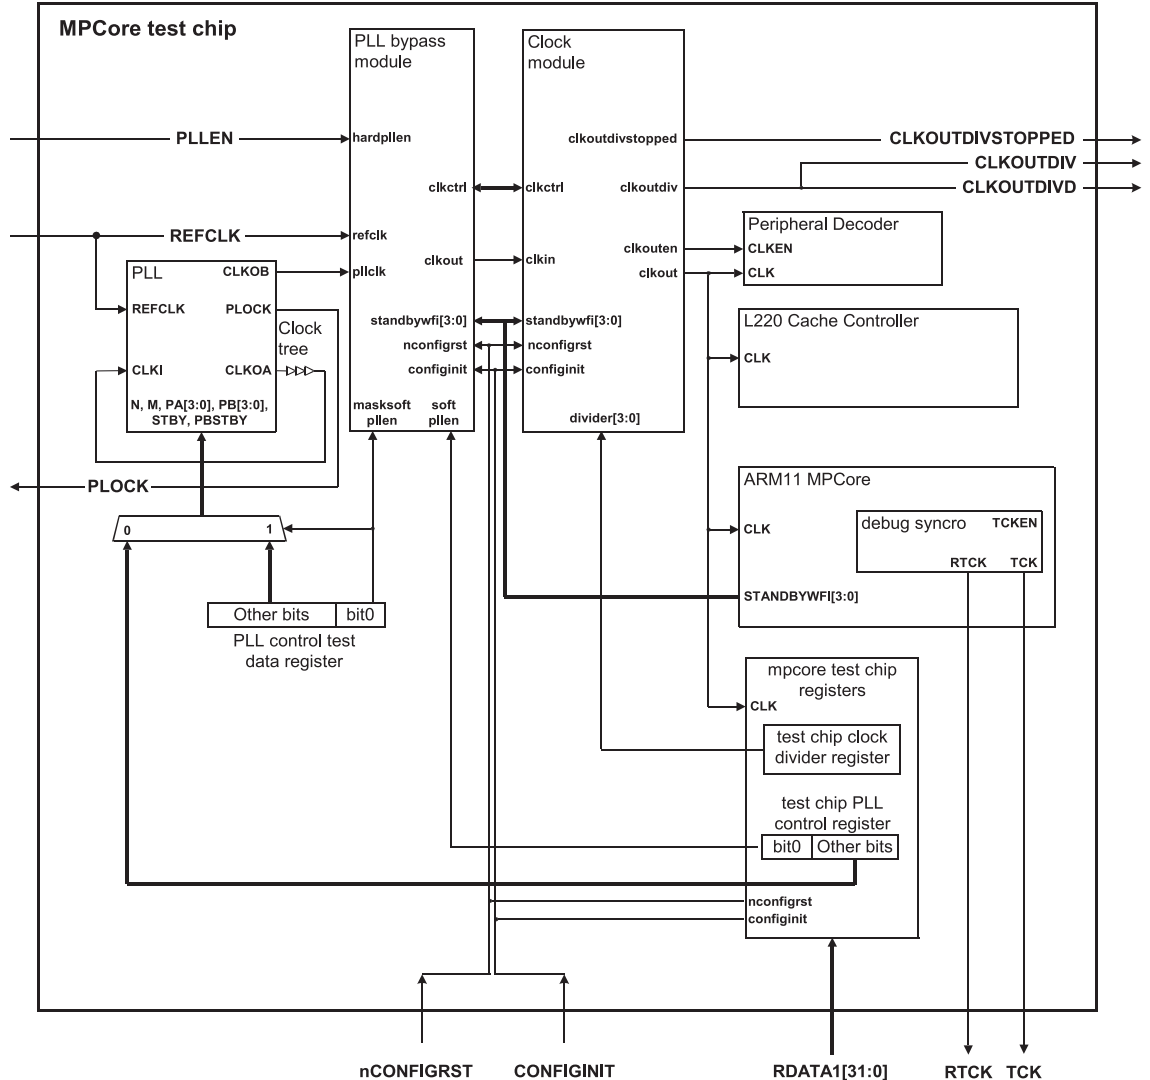 MPCore test chip
PLL bypass
module
hardpllen
clkctrl
refclk
clkout
pllclk
standbywfi[3:0]
nconfigrst
configinit
masksoft
pllen
soft
pllen
Clock
module
clkoutdivstopped
clkctrl
clkoutdiv
clkouten
clkin
clkout
standbywfi[3:0]
nconfigrst
configinit
divider[3:0]
PLLEN
REFCLK
CLKOUTDIVSTOPPED
CLKOUTDIV
CLKOUTDIVD
PLL
CLKOB
REFCLK
PLOCK
CLKI
CLKOA
N, M, PA[3:0], PB[3:0],
STBY, PBSTBY
Clock
tree
PLOCK
0
1
Other bits
bit0
PLL control test
data register
Peripheral Decoder
CLKEN
CLK
L220 Cache Controller
CLK
ARM11 MPCore
CLK
STANDBYWFI[3:0]
debug syncro
TCKEN
RTCK
TCK
mpcore test chip
registers
CLK
test chip clock
divider register
test chip PLL
control register
bit0
Other bits
nconfigrst
configinit
nCONFIGRST
CONFIGINIT
RDATA1[31:0]
RTCK
TCK